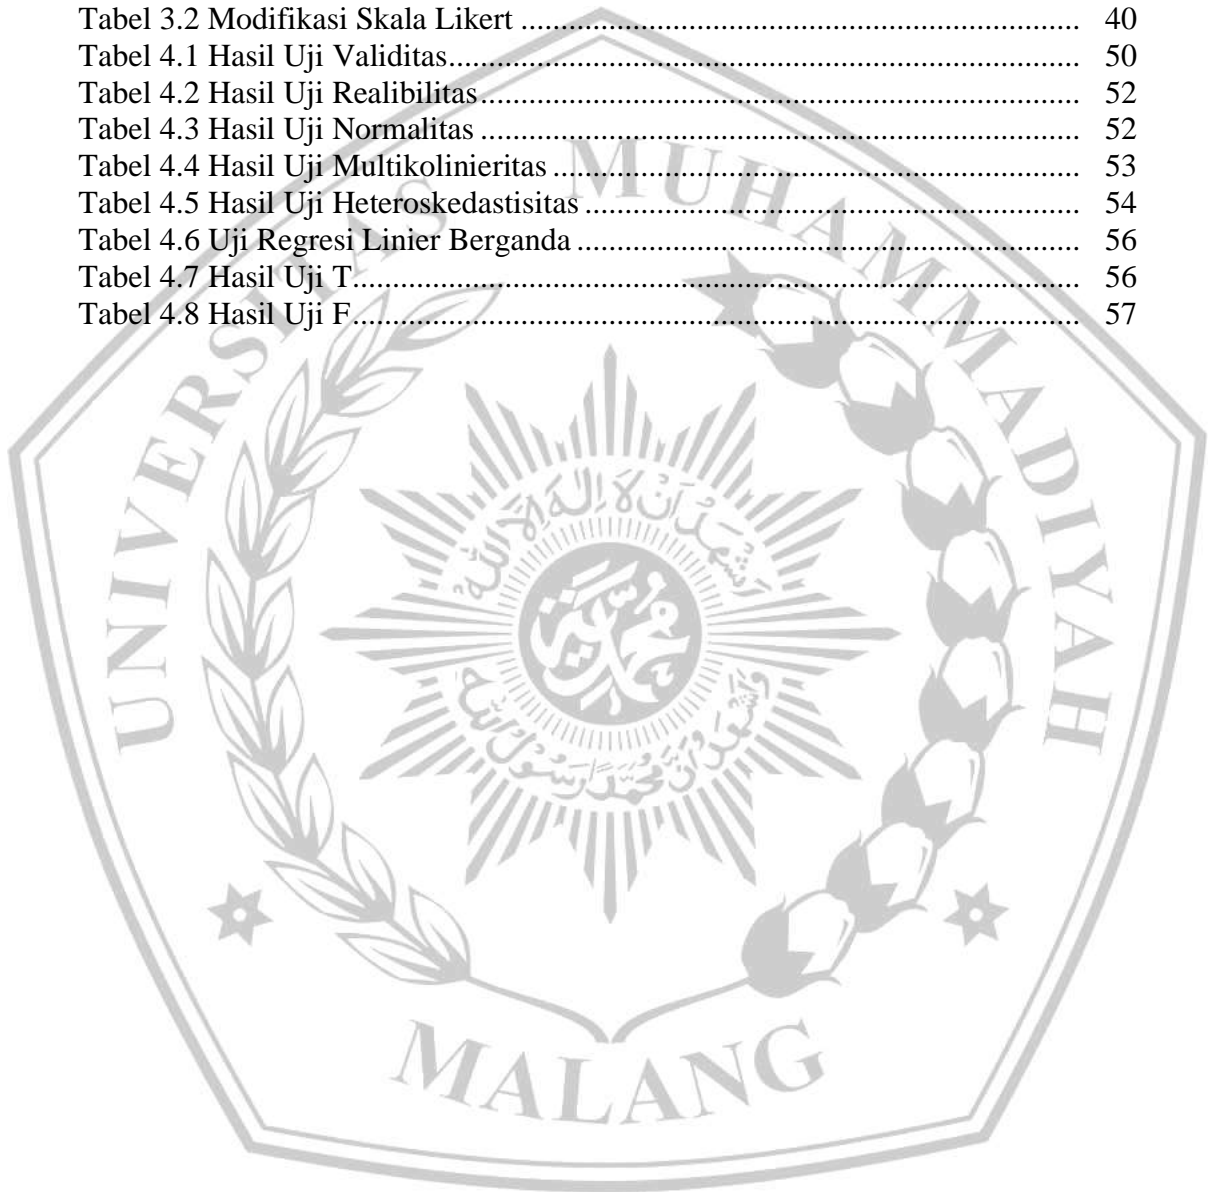 Tabel 3.2 Modifikasi Skala Likert ........................................................................ 40
Tabel 4.1 Hasil Uji Validitas................................................................................. 50
Tabel 4.2 Hasil Uji Realibilitas............................................................................. 52
Tabel 4.3 Hasil Uji Normalitas ............................................................................. 52
Tabel 4.4 Hasil Uji Multikolinieritas .................................................................... 53
Tabel 4.5 Hasil Uji Heteroskedastisitas ................................................................ 54
Tabel 4.6 Uji Regresi Linier Berganda ................................................................. 56
Tabel 4.7 Hasil Uji T............................................................................................. 56
Tabel 4.8 Hasil Uji F............................................................................................. 57
UNIVERSITAS MUHAMMADIYAH
اَشْهَدُ اَنْ لَا اِلٰهَ اِلَّا اللّٰهُ
محمدية
وَاَشْهَدُ اَنَّ مُحَمَّدًا رَسُوْلُ اللّٰهِ
MALANG